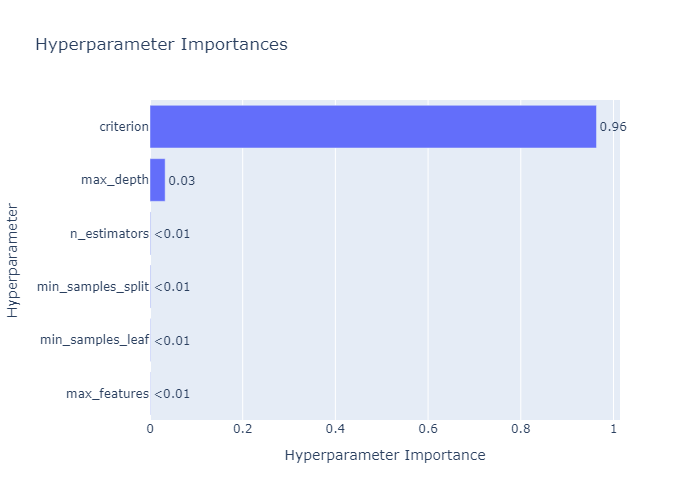 Hyperparameter Importances
Hyperparameter
criterion 0.96
max_depth 0.03
n_estimators <0.01
min_samples_split <0.01
min_samples_leaf <0.01
max_features <0.01
0 0.2 0.4 0.6 0.8 1
Hyperparameter Importance